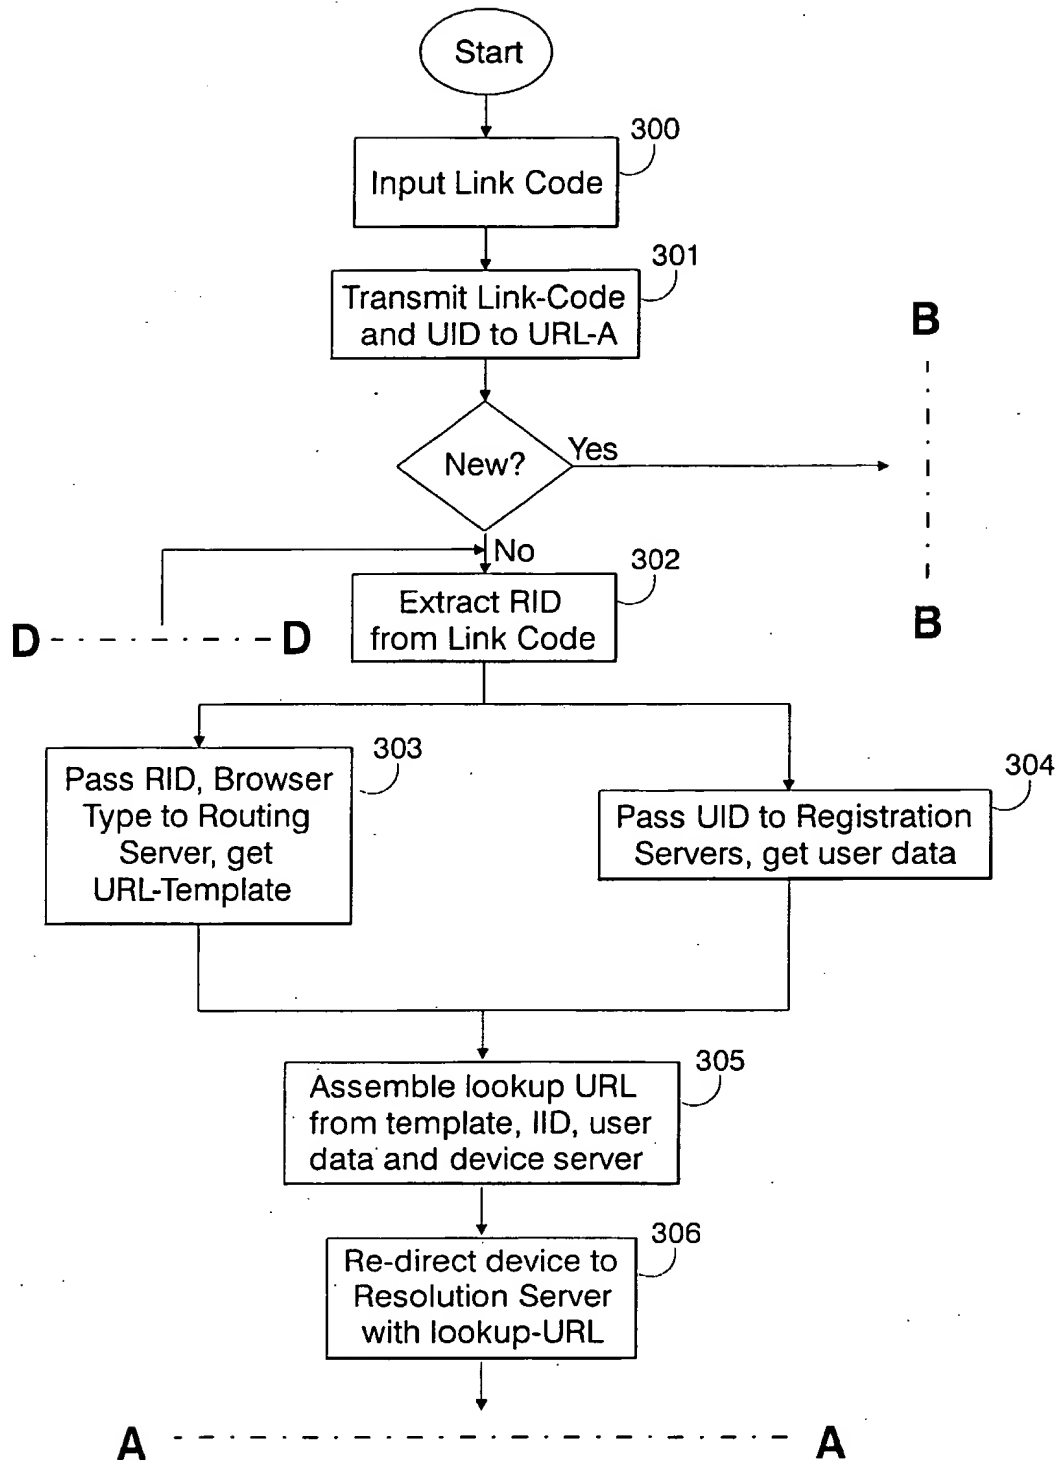 Start
300
Input Link Code
301
Transmit Link-Code
and UID to URL-A
B
New?
Yes
No
302
Extract RID
from Link Code
B
D
D
303
Pass RID, Browser
Type to Routing
Server, get
URL-Template
304
Pass UID to Registration
Servers, get user data
305
Assemble lookup URL
from template, IID, user
data and device server
306
Re-direct device to
Resolution Server
with lookup-URL
A
A